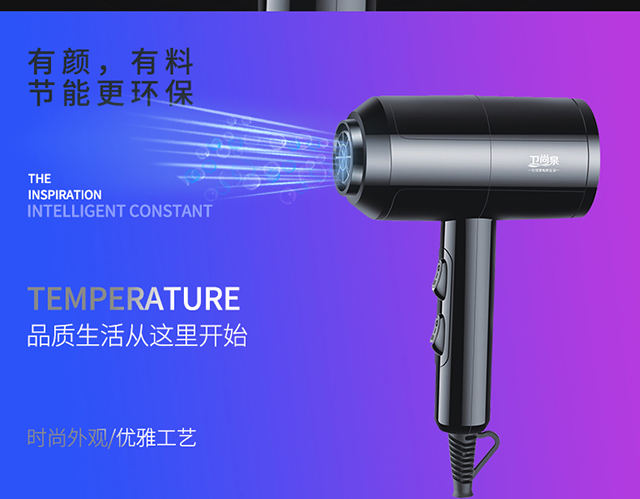 有颜，有料
节能更环保
THE
INSPIRATION
INTELLIGENT CONSTANT
卫尚泉
TEMPERATURE
品质生活从这里开始
时尚外观/优雅工艺